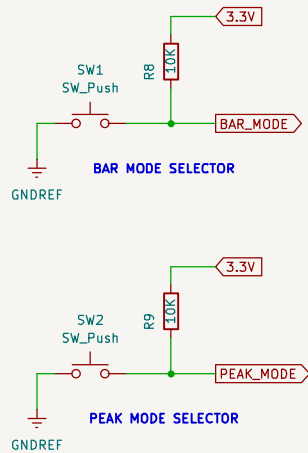 3.3V
R8
10K
SW1
SW_Push
BAR_MODE
BAR MODE SELECTOR
GNDREF
3.3V
R9
10K
SW2
SW_Push
PEAK_MODE
PEAK MODE SELECTOR
GNDREF